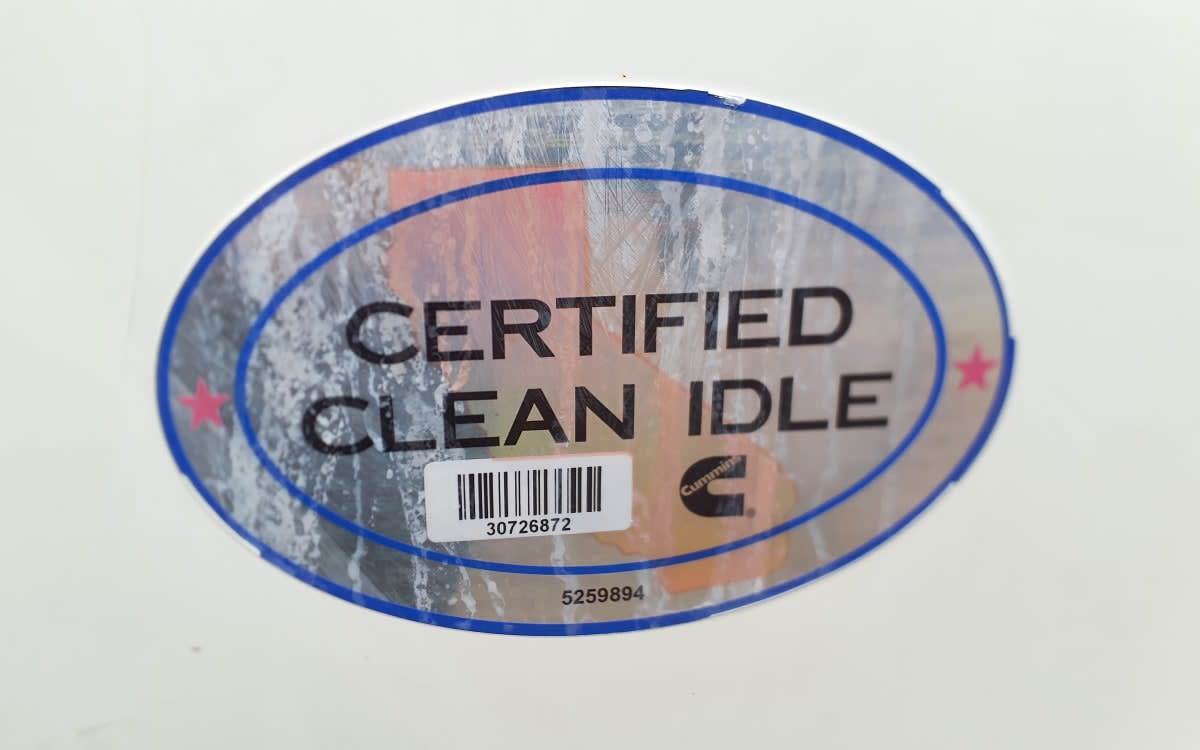 CERTIFIED
CLEAN IDLE
Cummins
®
30726872
5259894